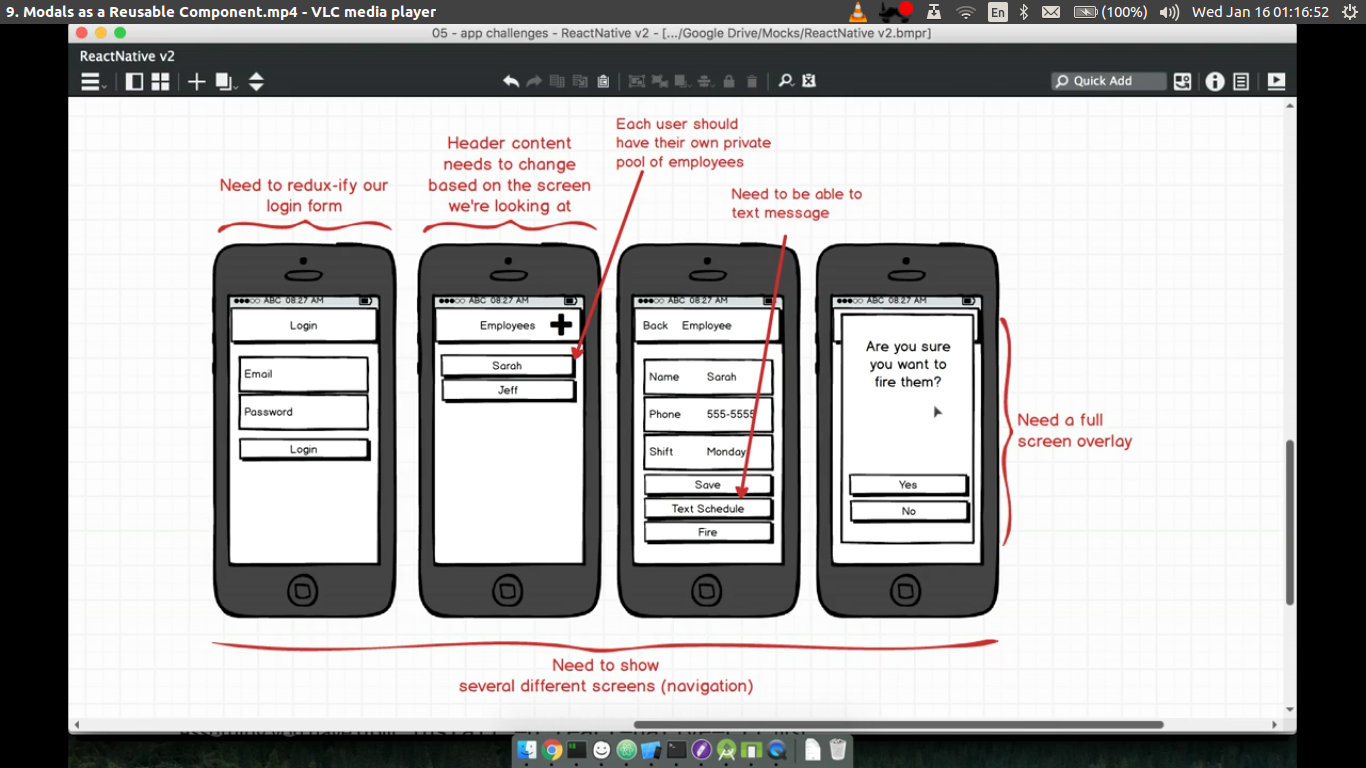 9. Modals as a Reusable Component.mp4 - VLC media player
En
(100%)
Wed Jan 16 01:16:52
05 - app challenges - ReactNative v2 - [.../Google Drive/Mocks/ReactNative v2.bmpr]
ReactNative v2
Quick Add
Need to redux-ify our
login form
Header content
needs to change
based on the screen
we're looking at
Each user should
have their own private
pool of employees
Need to be able to
text message
ABC 08:27 AM
Login
Email
Password
Login
ABC 08:27 AM
Employees
Sarah
Jeff
ABC 08:27 AM
Back Employee
Name Sarah
Phone 555-5555
Shift Monday
Save
Text Schedule
Fire
ABC 08:27 AM
Are you sure
you want to
fire them?
Yes
No
Need a full
screen overlay
Need to show
several different screens (navigation)